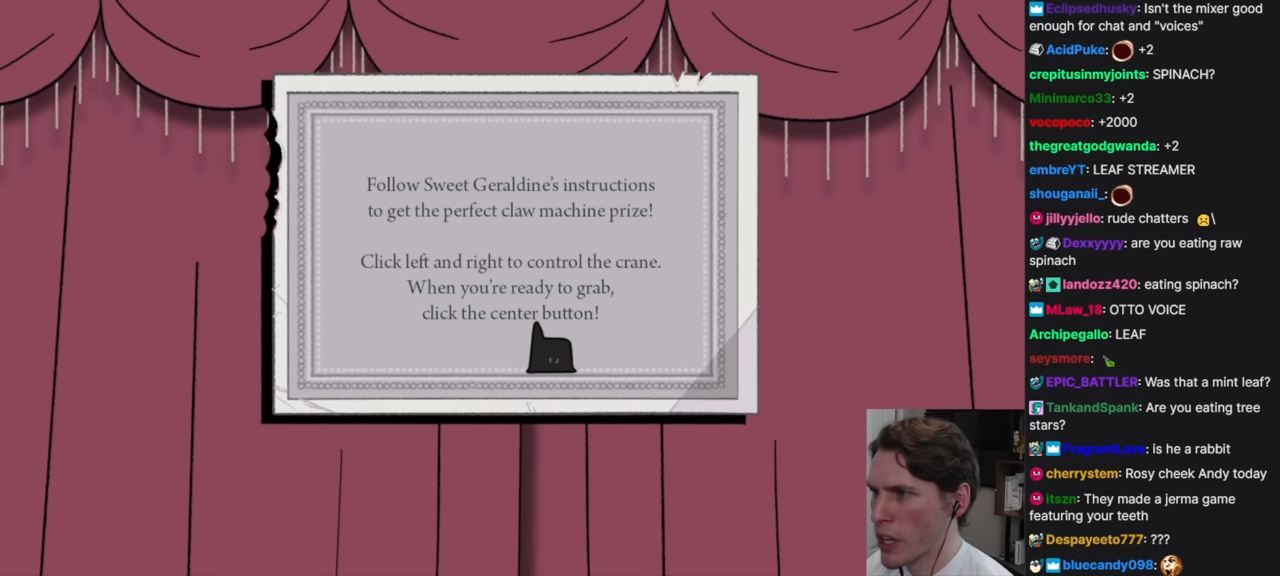 Follow Sweet Geraldine's instructions
to get the perfect claw machine prize!
Click left and right to control the crane.
When you're ready to grab,
click the center button!
Eclipsedhusky: Isn't the mixer good
enough for chat and "voices"
AcidPuke: +2
crepitusinmyjoints: SPINACH?
Minimarco33: +2
vocopoco: +2000
thegreatgodgwanda: +2
embreYT: LEAF STREAMER
shouganaii_:
jillyyjello: rude chatters \
Dexxyyyy: are you eating raw
spinach
landozz420: eating spinach?
MLaw_18: OTTO VOICE
Archipegallo: LEAF
seysmore:
EPIC_BATTLER: Was that a mint leaf?
TankandSpank: Are you eating tree
stars?
FragrantLove: is he a rabbit
cherrystem: Rosy cheek Andy today
itszn: They made a jerma game
featuring your teeth
Despayeeto777: ???
bluecandy098: